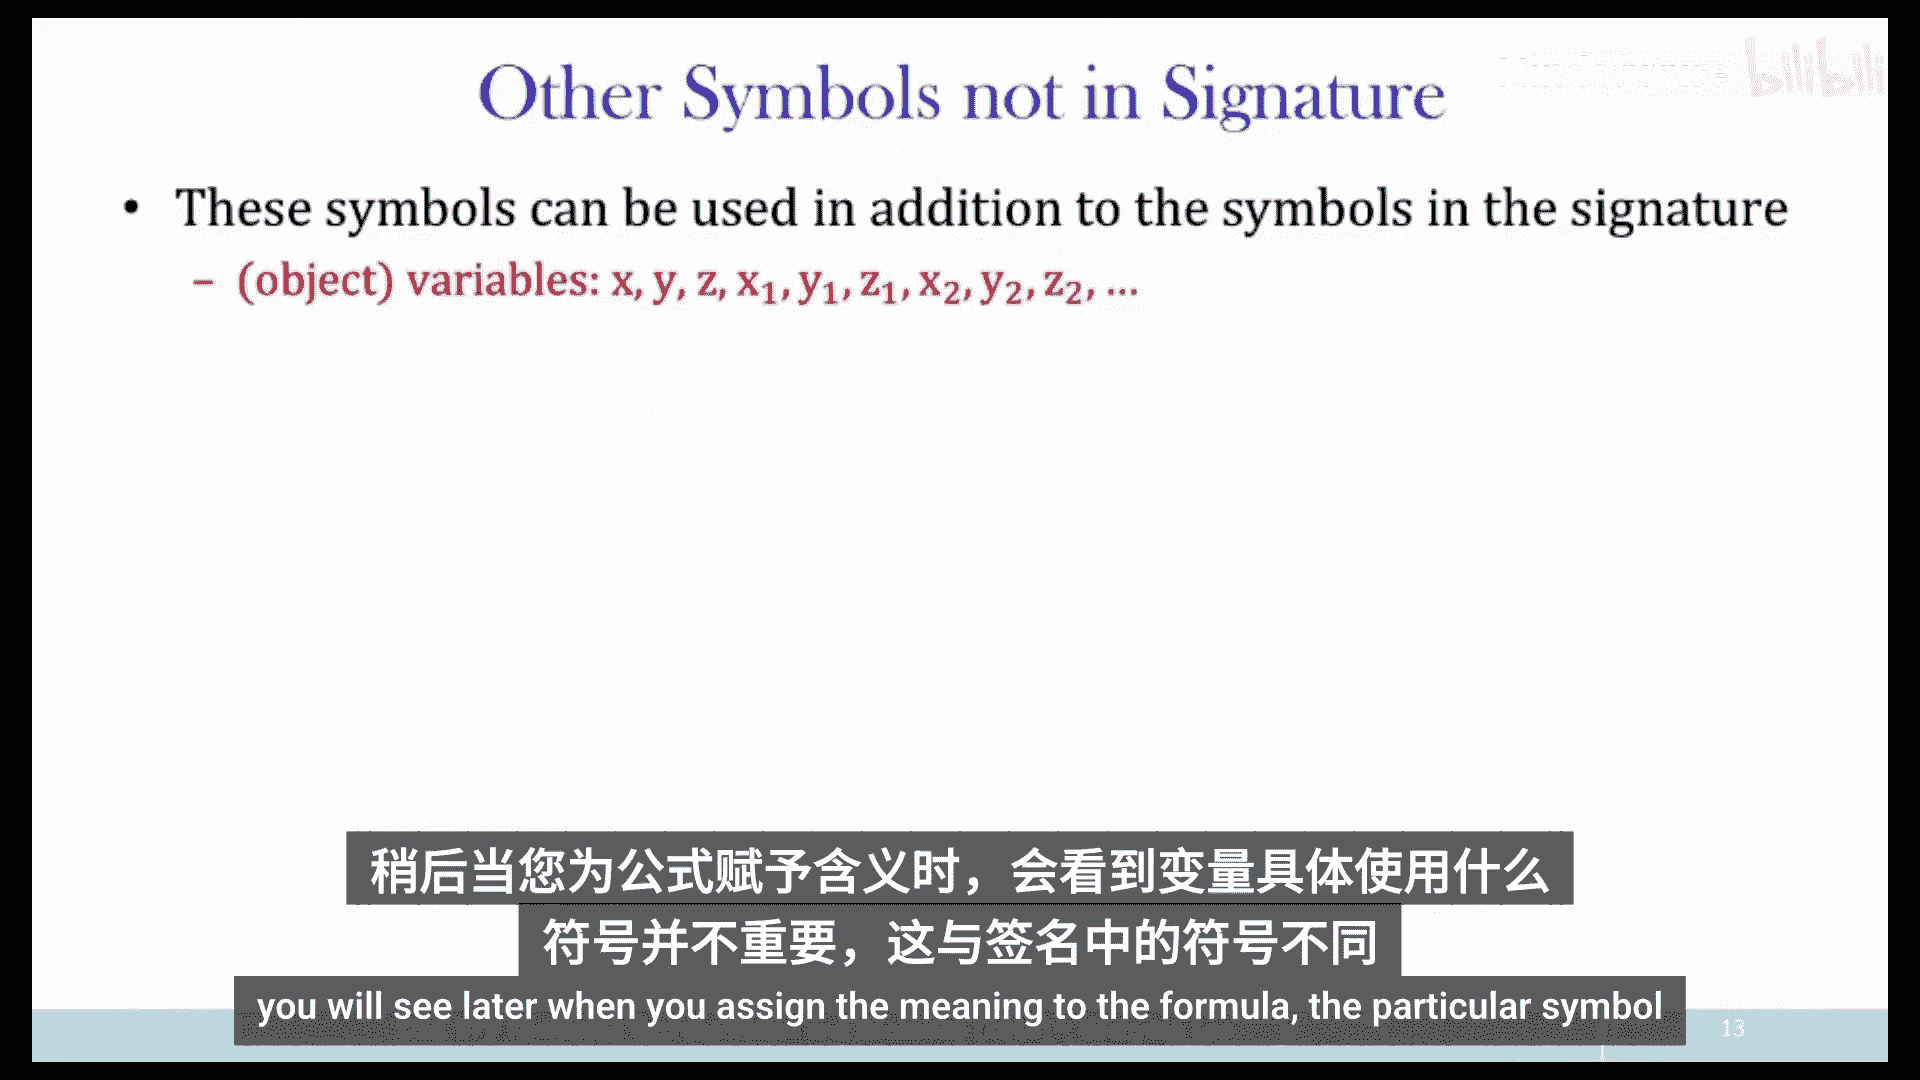 Other Symbols not in Signature
bilibili
• These symbols can be used in addition to the symbols in the signature
– (object) variables: x, y, z, x₁, y₁, z₁, x₂, y₂, z₂, …
稍后当您为公式赋予含义时，会看到变量具体使用什么
符号并不重要，这与签名中的符号不同
you will see later when you assign the meaning to the formula, the particular symbol
13